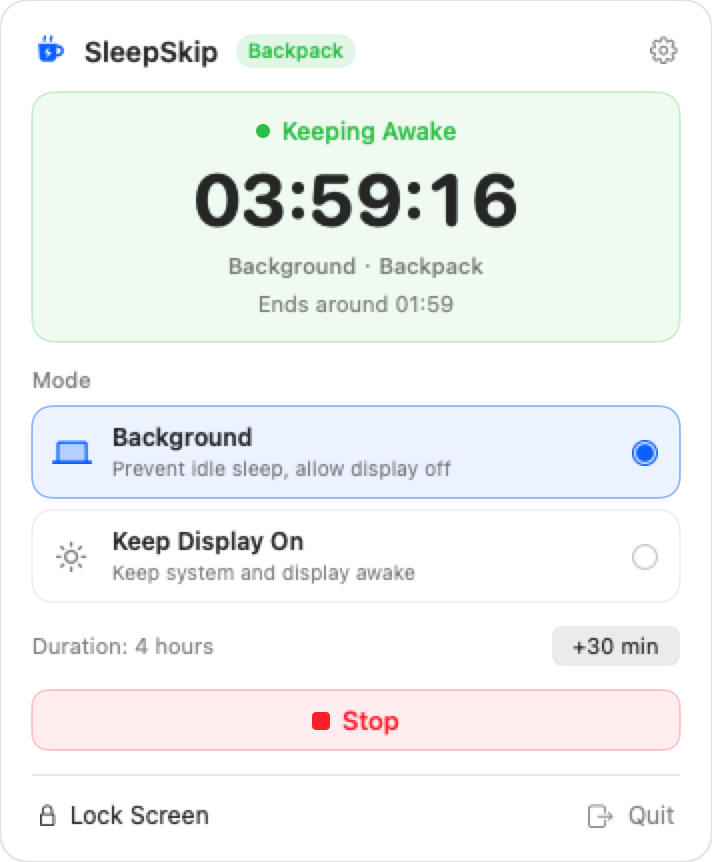 SleepSkip Backpack
Keeping Awake
03:59:16
Background · Backpack
Ends around 01:59
Mode
Background
Prevent idle sleep, allow display off
Keep Display On
Keep system and display awake
Duration: 4 hours +30 min
Stop
Lock Screen Quit